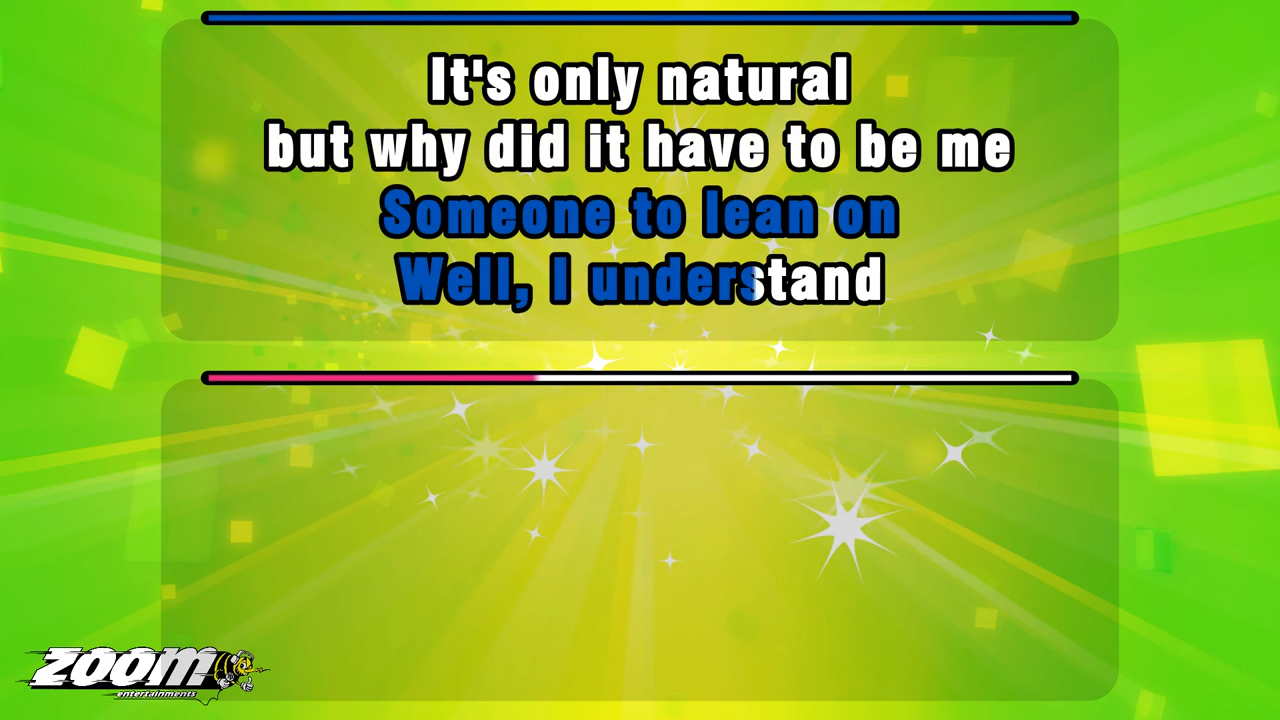 It's only natural
but why did it have to be me
Someone to lean on
Well, I understand
ZOOM
entertainments